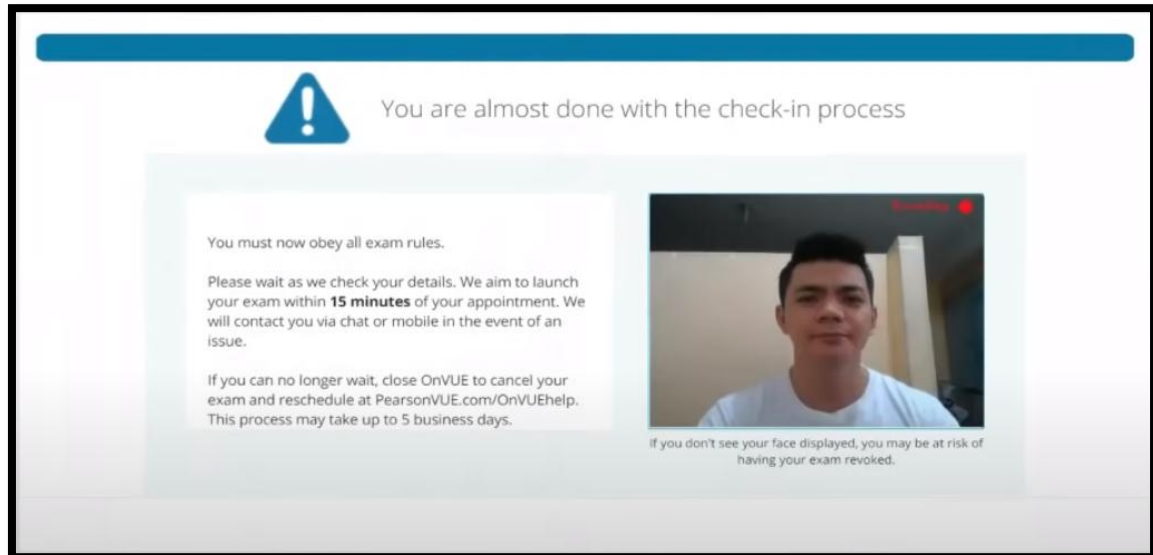 You are almost done with the check-in process
You must now obey all exam rules.
Please wait as we check your details. We aim to launch
your exam within 15 minutes of your appointment. We
will contact you via chat or mobile in the event of an
issue.
If you can no longer wait, close OnVUE to cancel your
exam and reschedule at PearsonVUE.com/OnVUEhelp.
This process may take up to 5 business days.
Recording
If you don't see your face displayed, you may be at risk of
having your exam revoked.